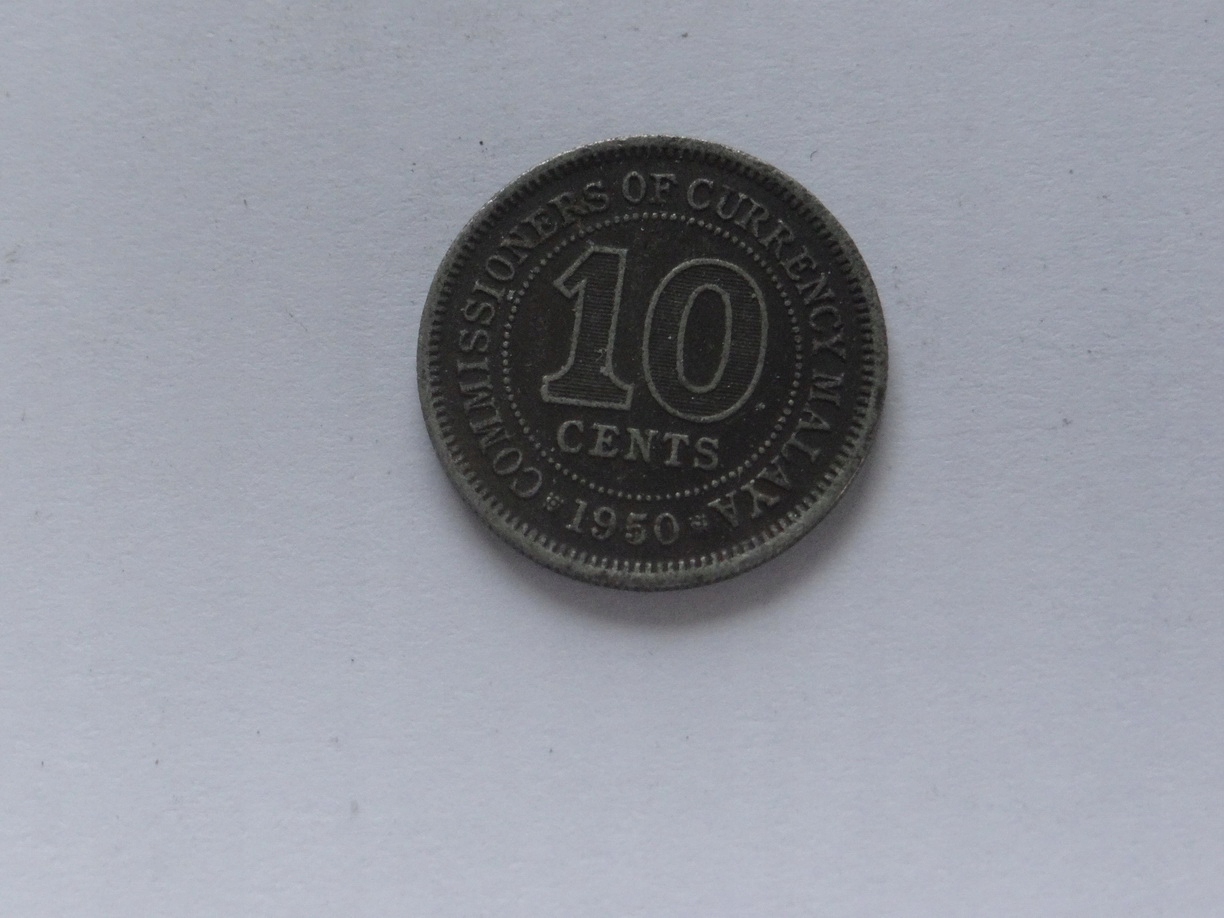 COMMISSIONERS OF CURRENCY MALAYA
10
CENTS
1950